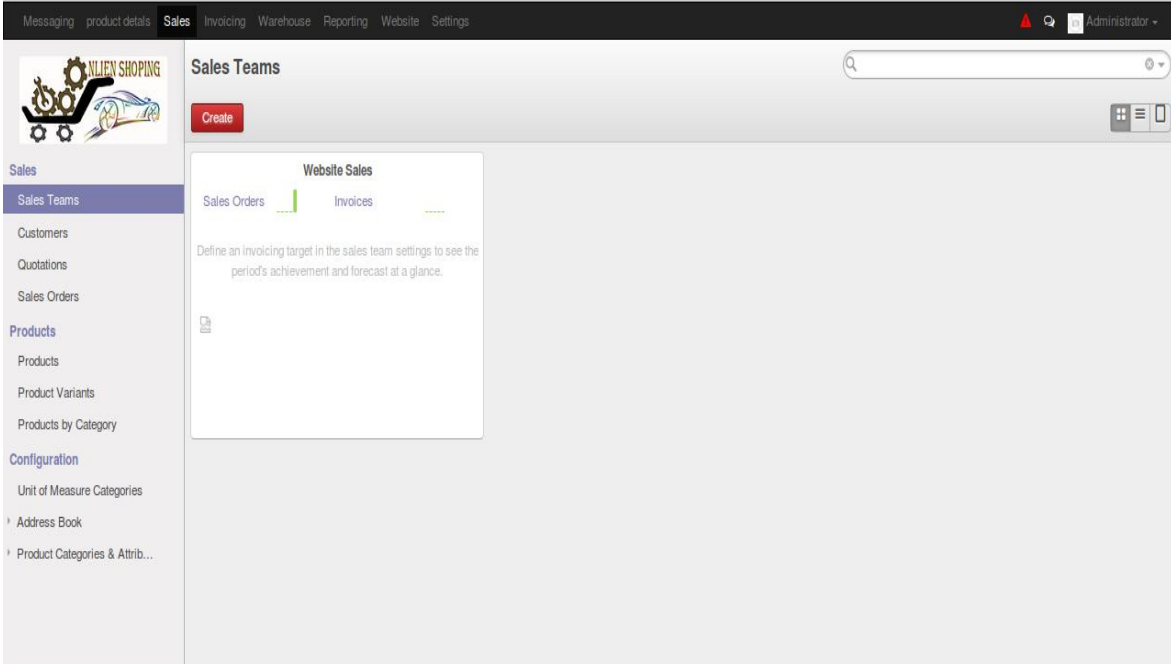 Messaging product detals Sales Invoicing Warehouse Reporting Website Settings Administrator
NLIEN SHOPING
Sales Teams
Create
Sales
Sales Teams
Customers
Quotations
Sales Orders
Products
Products
Product Variants
Products by Category
Configuration
Unit of Measure Categories
Address Book
Product Categories & Attrib...
Website Sales
Sales Orders Invoices
Define an invoicing target in the sales team settings to see the
period's achievement and forecast at a glance.